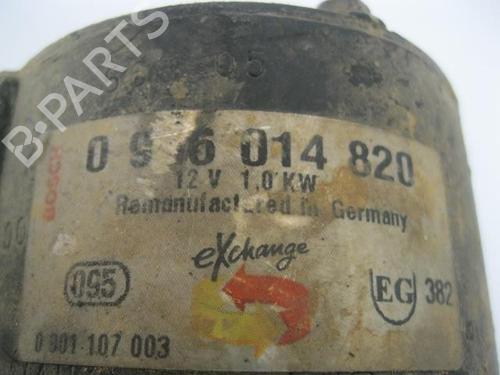 05
B-PARTS
BOSCH
0 986 014 820
12 V 1,0 KW
Remanufactured in Germany
eXchange
095
EG 382
0 001 107 003